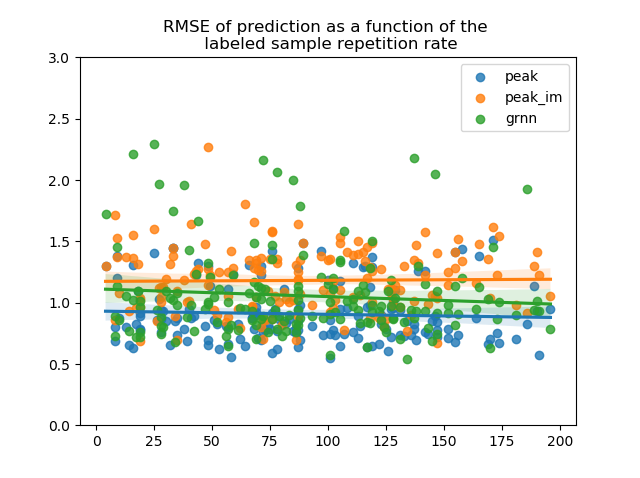 RMSE of prediction as a function of the
labeled sample repetition rate
3.0
2.5
2.0
1.5
1.0
0.5
0.0
peak
peak_im
grnn
0 25 50 75 100 125 150 175 200